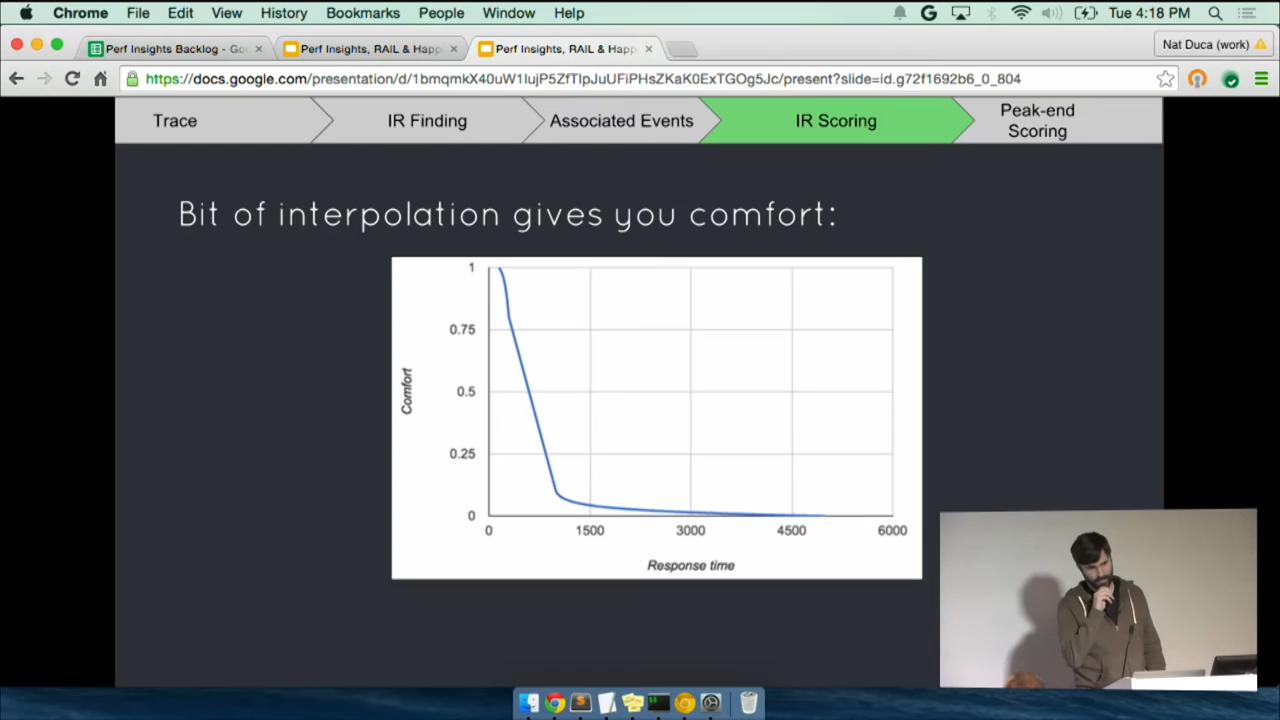 Chrome File Edit View History Bookmarks People Window Help
Tue 4:18 PM
Perf Insights Backlog - Go
Perf Insights, RAIL & Happ
Perf Insights, RAIL & Happ
Nat Duca (work)
https://docs.google.com/presentation/d/1bmqmkX40uW1IujP5ZfTIpJuUFiPHsZKaK0ExTGOg5Jc/present?slide=id.g72f1692b6_0_804
Trace
IR Finding
Associated Events
IR Scoring
Peak-end
Scoring
Bit of interpolation gives you comfort:
1
0.75
0.5
0.25
0
Comfort
0 1500 3000 4500 6000
Response time